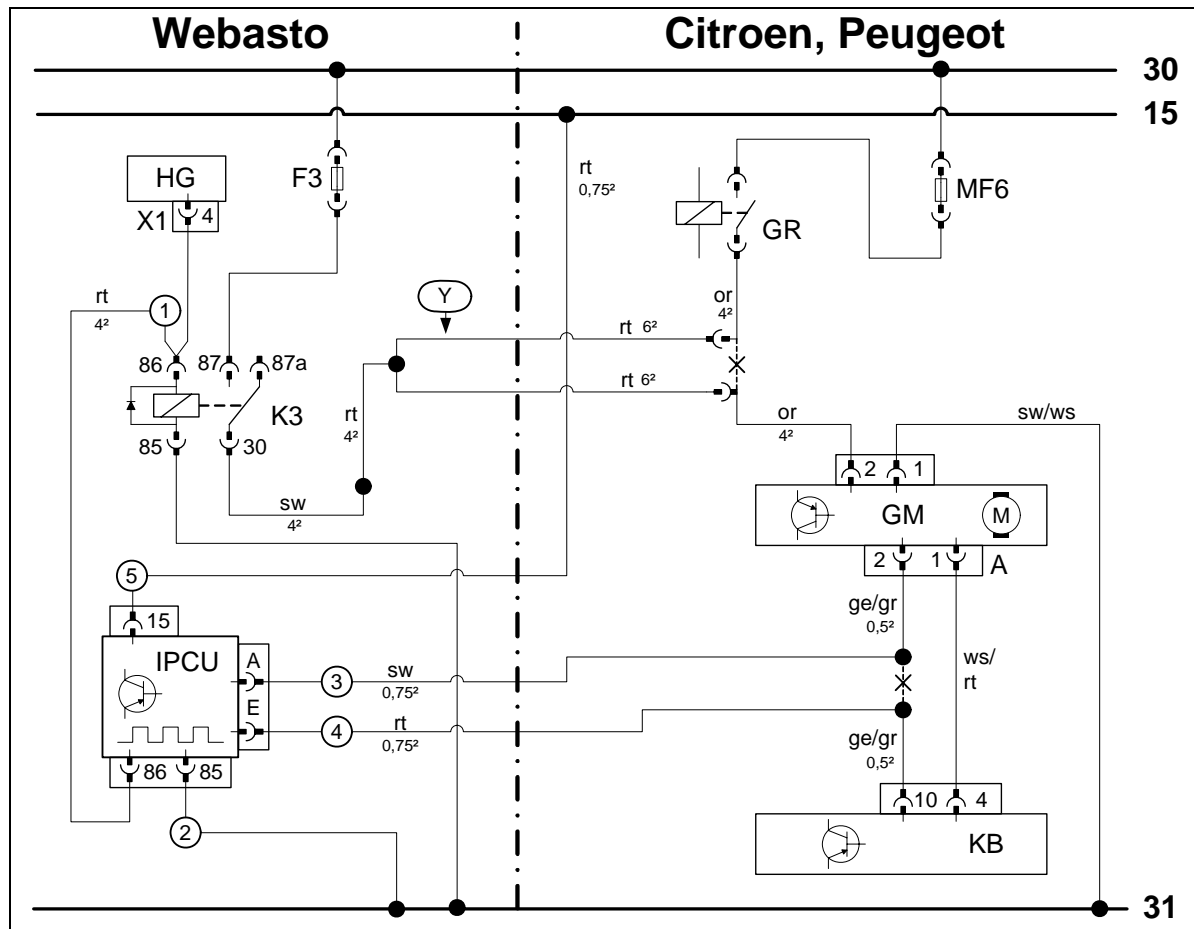 Webasto
Citroen, Peugeot
30
15
HG
X1
4
F3
rt
0,75²
GR
MF6
rt
4²
1
Y
or
4²
rt 6²
rt 6²
86
87
87a
K3
85
30
rt
4²
sw
4²
or
4²
sw/ws
2
1
GM
M
2
1
A
5
15
IPCU
A
E
3
sw
0,75²
4
rt
0,75²
ge/gr
0,5²
ws/
rt
ge/gr
0,5²
86
85
2
10
4
KB
31